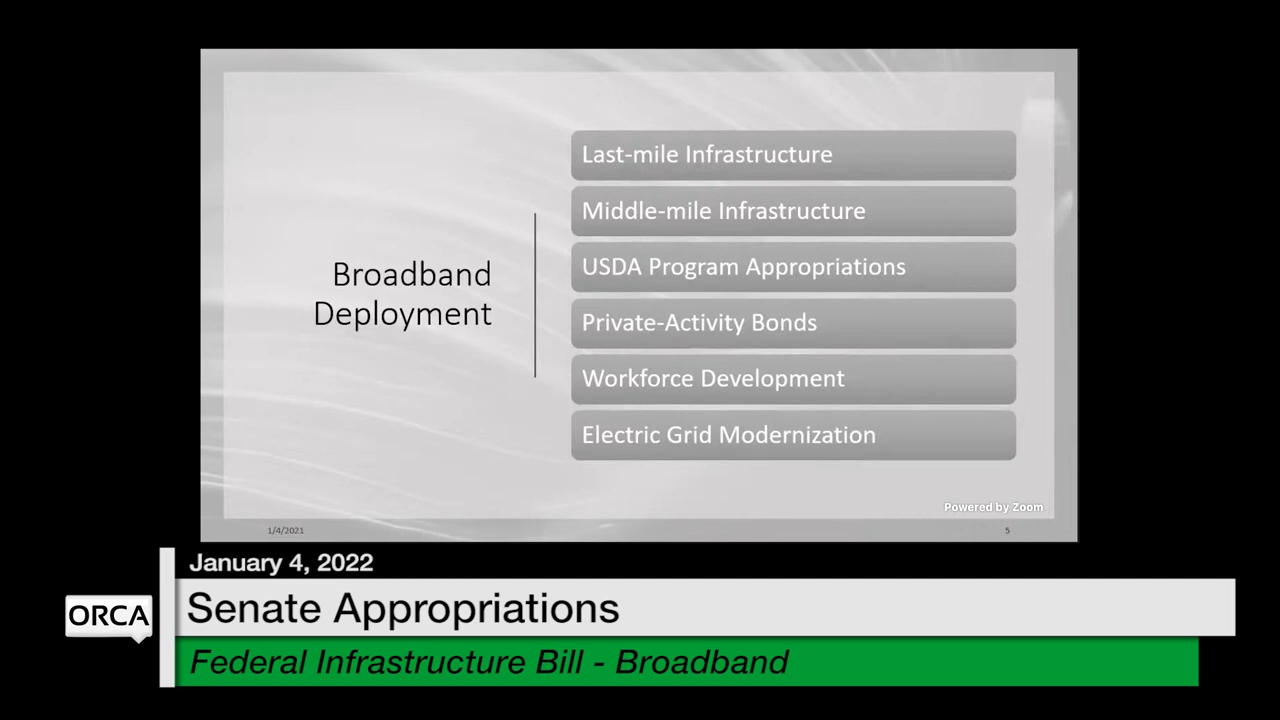 Broadband
Deployment
Last-mile Infrastructure
Middle-mile Infrastructure
USDA Program Appropriations
Private-Activity Bonds
Workforce Development
Electric Grid Modernization
Powered by Zoom
1/4/2021
5
January 4, 2022
ORCA
Senate Appropriations
Federal Infrastructure Bill - Broadband